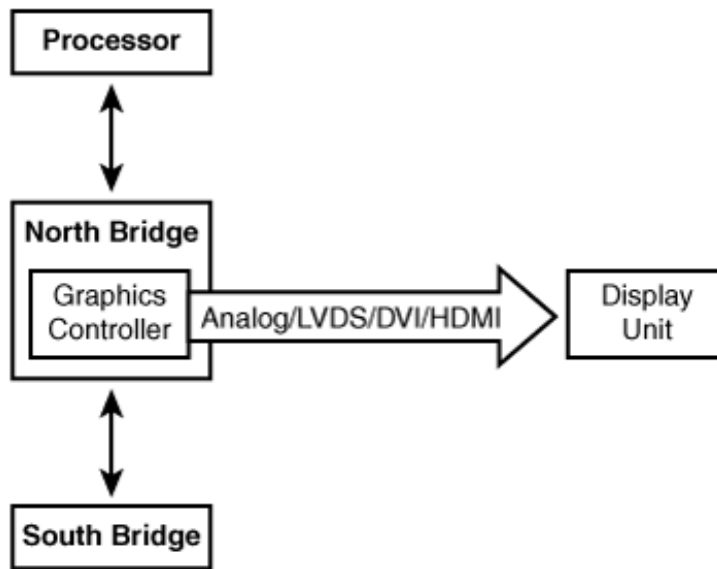 Processor
North Bridge
Graphics
Controller
Analog/LVDS/DVI/HDMI
Display
Unit
South Bridge